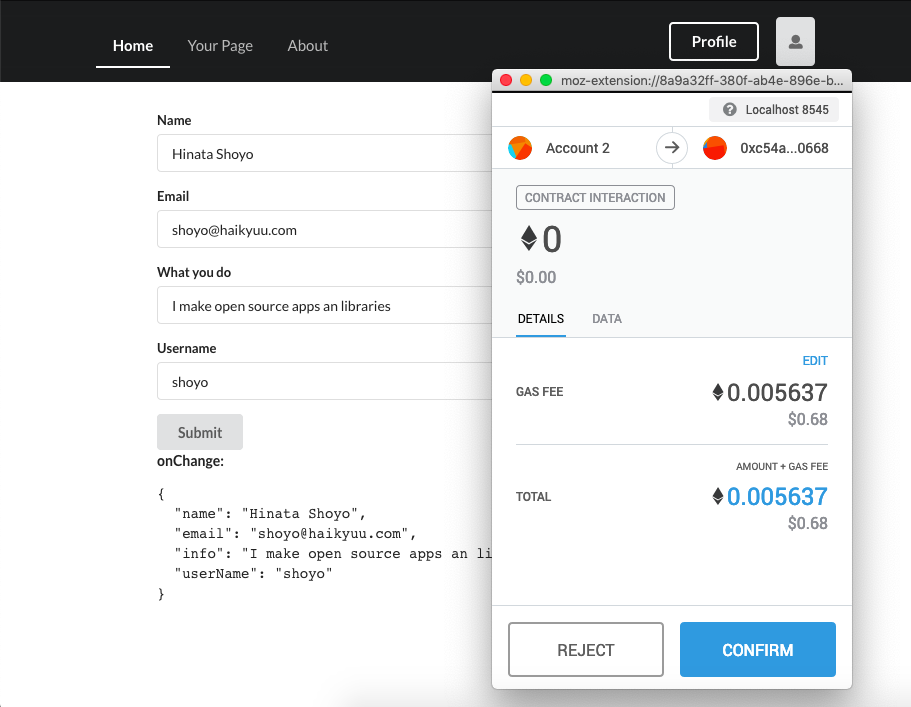 Home Your Page About Profile
Name
Hinata Shoyo
Email
shoyo@haikyuu.com
What you do
I make open source apps an libraries
Username
shoyo
Submit
onChange:
{
"name": "Hinata Shoyo",
"email": "shoyo@haikyuu.com",
"info": "I make open source apps an li
"userName": "shoyo"
}
moz-extension://8a9a32ff-380f-ab4e-896e-b...
? Localhost 8545
Account 2 → 0xc54a...0668
CONTRACT INTERACTION
0
$0.00
DETAILS DATA
EDIT
GAS FEE 0.005637
$0.68
AMOUNT + GAS FEE
TOTAL 0.005637
$0.68
REJECT CONFIRM